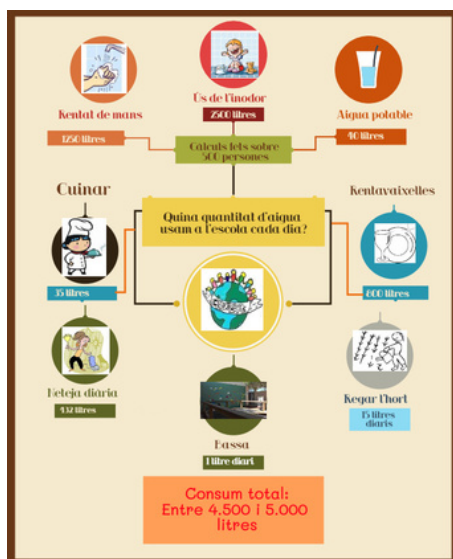 Rentat de mans
1250 litres
Ús de l'inodor
2500 litres
Aigua potable
40 litres
Càlculs fets sobre
500 persones
Cuinar
35 litres
Quina quantitat d'aigua
usam a l'escola cada dia?
Rentavaixelles
800 litres
Neteja diària
432 litres
Bassa
1 litre diari
Regar l'hort
15 litres
diaris
Consum total:
Entre 4.500 i 5.000
litres